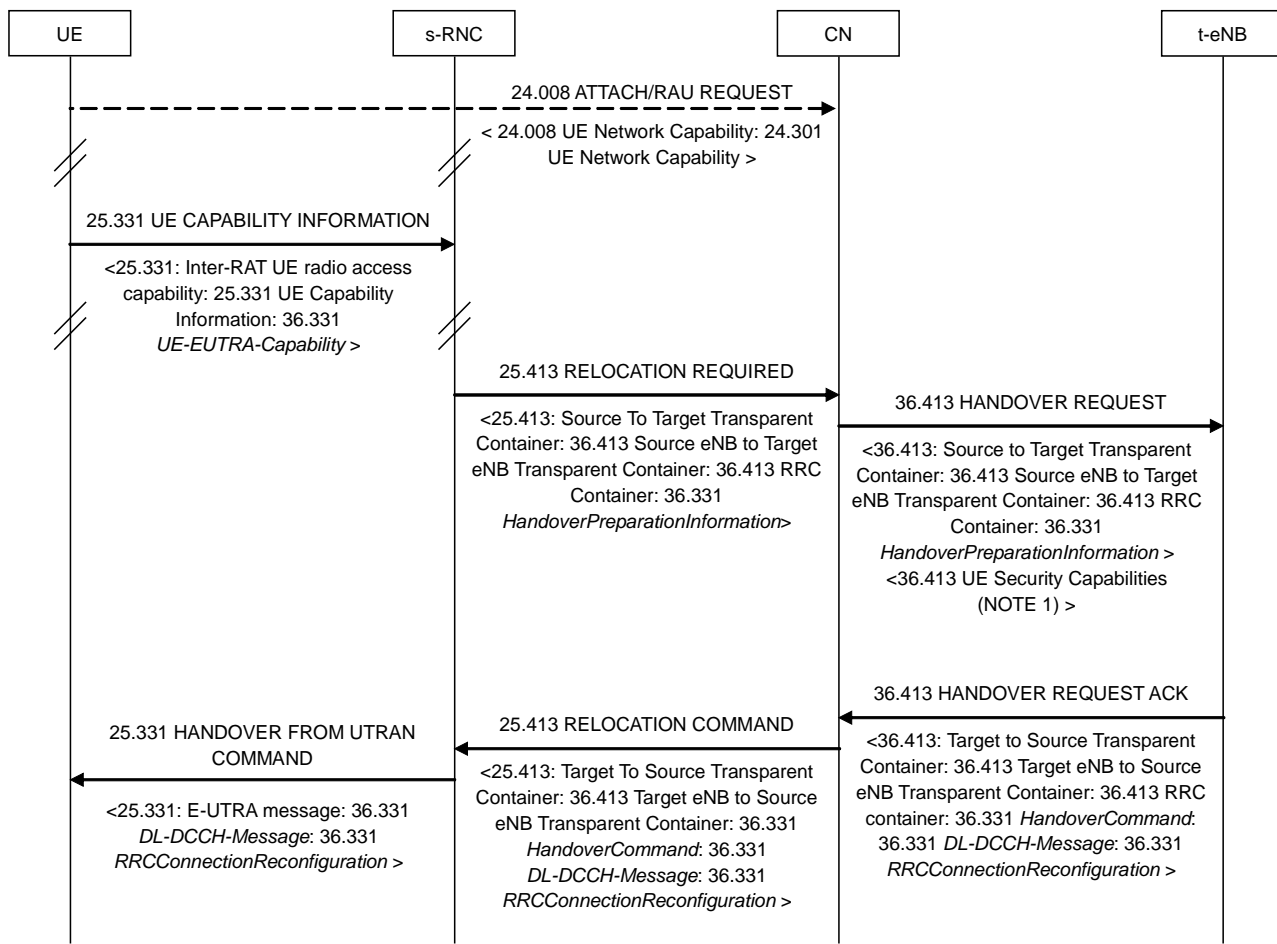 UE
s-RNC
CN
t-eNB
24.008 ATTACH/RAU REQUEST
< 24.008 UE Network Capability: 24.301
UE Network Capability >
25.331 UE CAPABILITY INFORMATION
<25.331: Inter-RAT UE radio access
capability: 25.331 UE Capability
Information: 36.331
UE-EUTRA-Capability >
25.413 RELOCATION REQUIRED
<25.413: Source To Target Transparent
Container: 36.413 Source eNB to Target
eNB Transparent Container: 36.413 RRC
Container: 36.331
HandoverPreparationInformation>
36.413 HANDOVER REQUEST
<36.413: Source to Target Transparent
Container: 36.413 Source eNB to Target
eNB Transparent Container: 36.413 RRC
Container: 36.331
HandoverPreparationInformation >
<36.413 UE Security Capabilities
(NOTE 1) >
36.413 HANDOVER REQUEST ACK
<36.413: Target to Source Transparent
Container: 36.413 Target eNB to Source
eNB Transparent Container: 36.413 RRC
container: 36.331 HandoverCommand:
36.331 DL-DCCH-Message: 36.331
RRCConnectionReconfiguration >
25.413 RELOCATION COMMAND
<25.413: Target To Source Transparent
Container: 36.413 Target eNB to Source
eNB Transparent Container: 36.331
HandoverCommand: 36.331
DL-DCCH-Message: 36.331
RRCConnectionReconfiguration >
25.331 HANDOVER FROM UTRAN
COMMAND
<25.331: E-UTRA message: 36.331
DL-DCCH-Message: 36.331
RRCConnectionReconfiguration >